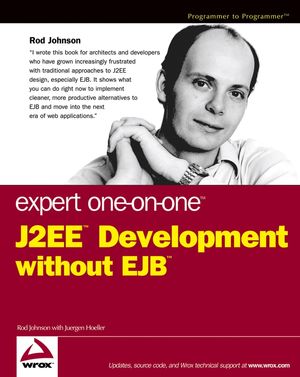 Programmer to Programmer™
Rod Johnson
"I wrote this book for architects and developers
who have grown increasingly frustrated
with traditional approaches to J2EE
design, especially EJB. It shows what
you can do right now to implement
cleaner, more productive alternatives to
EJB and move into the next
era of web applications."
expert one-on-one™
J2EE™ Development
without EJB™
Rod Johnson with Juergen Hoeller
wrox™
Updates, source code, and Wrox technical support at www.wrox.com